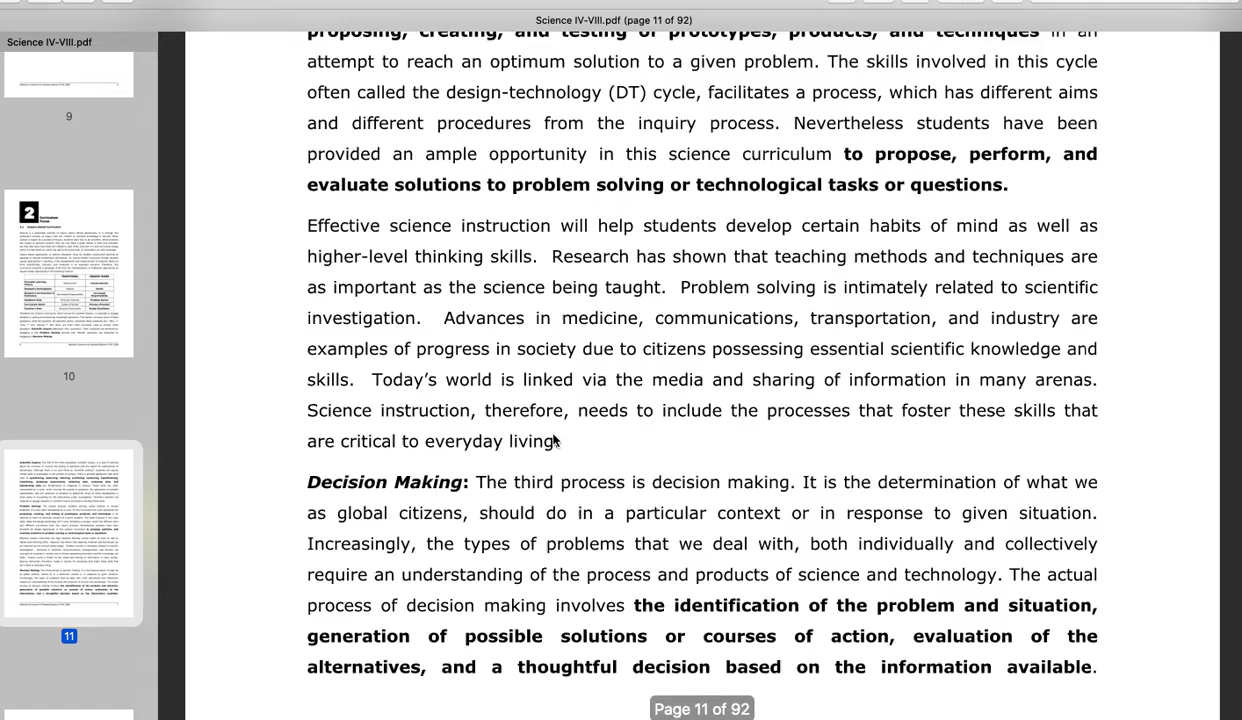 Science IV-VIII.pdf (page 11 of 92)
Science IV-VIII.pdf
9
2
10
11
proposing, creating, and testing of prototypes, products, and techniques in an
attempt to reach an optimum solution to a given problem. The skills involved in this cycle
often called the design-technology (DT) cycle, facilitates a process, which has different aims
and different procedures from the inquiry process. Nevertheless students have been
provided an ample opportunity in this science curriculum to propose, perform, and
evaluate solutions to problem solving or technological tasks or questions.
Effective science instruction will help students develop certain habits of mind as well as
higher-level thinking skills. Research has shown that teaching methods and techniques are
as important as the science being taught. Problem solving is intimately related to scientific
investigation. Advances in medicine, communications, transportation, and industry are
examples of progress in society due to citizens possessing essential scientific knowledge and
skills. Today's world is linked via the media and sharing of information in many arenas.
Science instruction, therefore, needs to include the processes that foster these skills that
are critical to everyday living
Decision Making: The third process is decision making. It is the determination of what we
as global citizens, should do in a particular context or in response to given situation.
Increasingly, the types of problems that we deal with, both individually and collectively
require an understanding of the process and products of science and technology. The actual
process of decision making involves the identification of the problem and situation,
generation of possible solutions or courses of action, evaluation of the
alternatives, and a thoughtful decision based on the information available.
Page 11 of 92